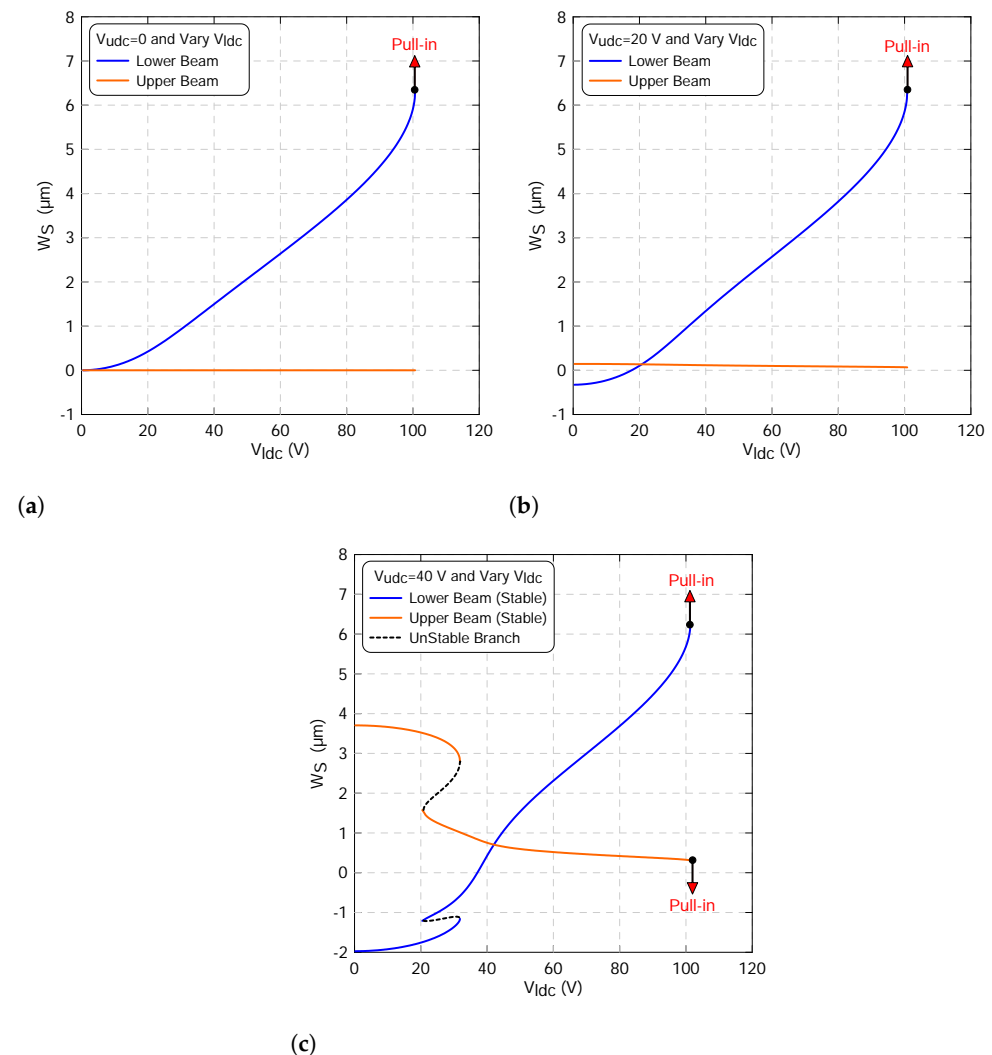 Vudc=0 and Vary Vldc
Lower Beam
Upper Beam
Pull-in
8
7
6
5
4
3
2
1
0
-1
0 20 40 60 80 100 120
WS (µm)
Vldc (V)
(a)
Vudc=20 V and Vary Vldc
Lower Beam
Upper Beam
Pull-in
8
7
6
5
4
3
2
1
0
-1
0 20 40 60 80 100 120
WS (µm)
Vldc (V)
(b)
Vudc=40 V and Vary Vldc
Lower Beam (Stable)
Upper Beam (Stable)
UnStable Branch
Pull-in
Pull-in
8
7
6
5
4
3
2
1
0
-1
-2
0 20 40 60 80 100 120
WS (µm)
Vldc (V)
(c)